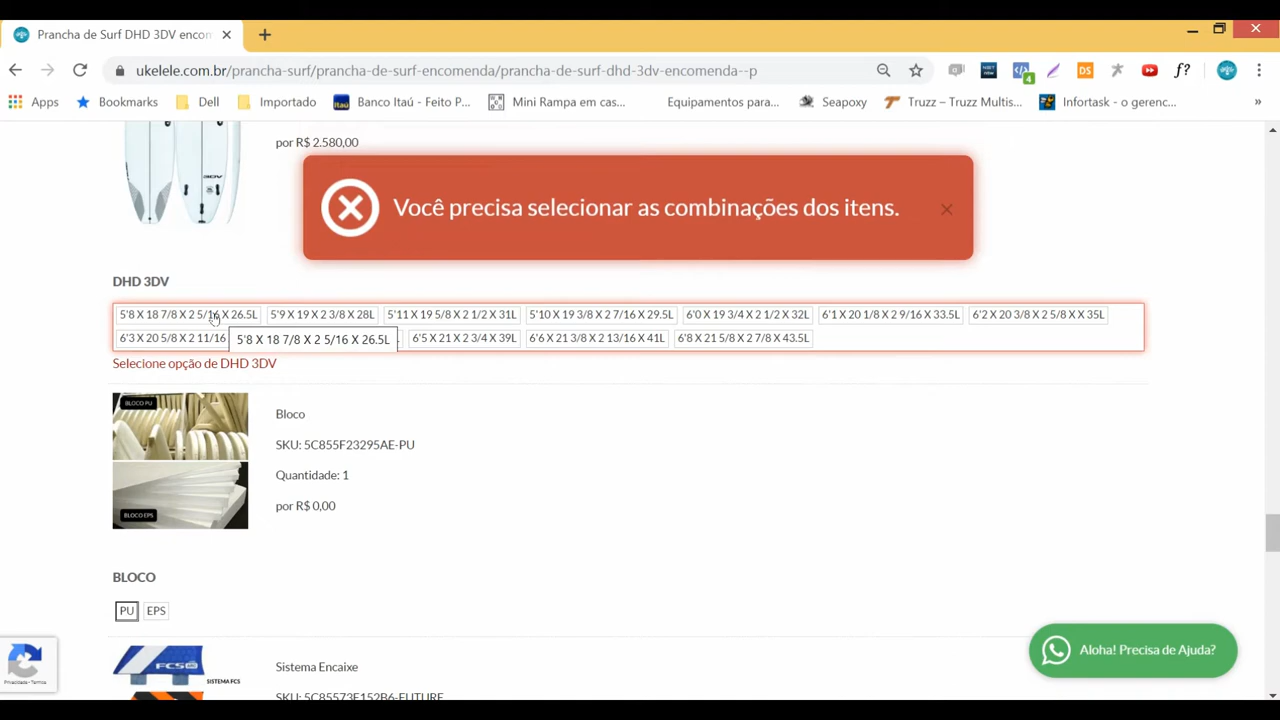 Prancha de Surf DHD 3DV encom
ukelele.com.br/prancha-surf/prancha-de-surf-encomenda/prancha-de-surf-dhd-3dv-encomenda--p
Apps Bookmarks Dell Importado Banco Itaú - Feito P... Mini Rampa em cas... Equipamentos para... Seapoxy Truzz – Truzz Multis... Infortask - o gerenc... »
por R$ 2.580,00
Você precisa selecionar as combinações dos itens.
DHD 3DV
5'8 X 18 7/8 X 2 5/16 X 26.5L 5'9 X 19 X 2 3/8 X 28L 5'11 X 19 5/8 X 2 1/2 X 31L 5'10 X 19 3/8 X 2 7/16 X 29.5L 6'0 X 19 3/4 X 2 1/2 X 32L 6'1 X 20 1/8 X 2 9/16 X 33.5L 6'2 X 20 3/8 X 2 5/8 X X 35L
6'3 X 20 5/8 X 2 11/16 6'5 X 21 X 2 3/4 X 39L 6'6 X 21 3/8 X 2 13/16 X 41L 6'8 X 21 5/8 X 2 7/8 X 43.5L
5'8 X 18 7/8 X 2 5/16 X 26.5L
Selecione opção de DHD 3DV
BLOCO PU
BLOCO EPS
Bloco
SKU: 5C855F23295AE-PU
Quantidade: 1
por R$ 0,00
BLOCO
PU EPS
FCS
SISTEMA FCS
Sistema Encaixe
SKU: 5C85573E152B6-FUTURE
Aloha! Precisa de Ajuda?
Privacidade - Termos